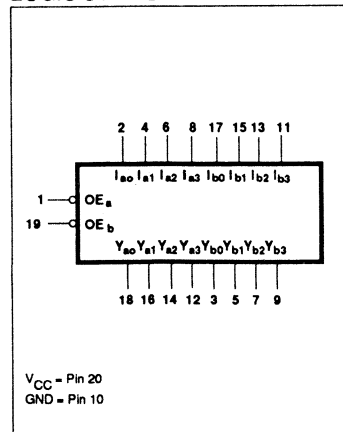 2 4 6 8 17 15 13 11
Iao Ia1 Ia2 Ia3 Ib0 Ib1 Ib2 Ib3
1 OEa
19 OEb
Yao Ya1 Ya2 Ya3 Yb0 Yb1 Yb2 Yb3
18 16 14 12 3 5 7 9
VCC = Pin 20
GND = Pin 10